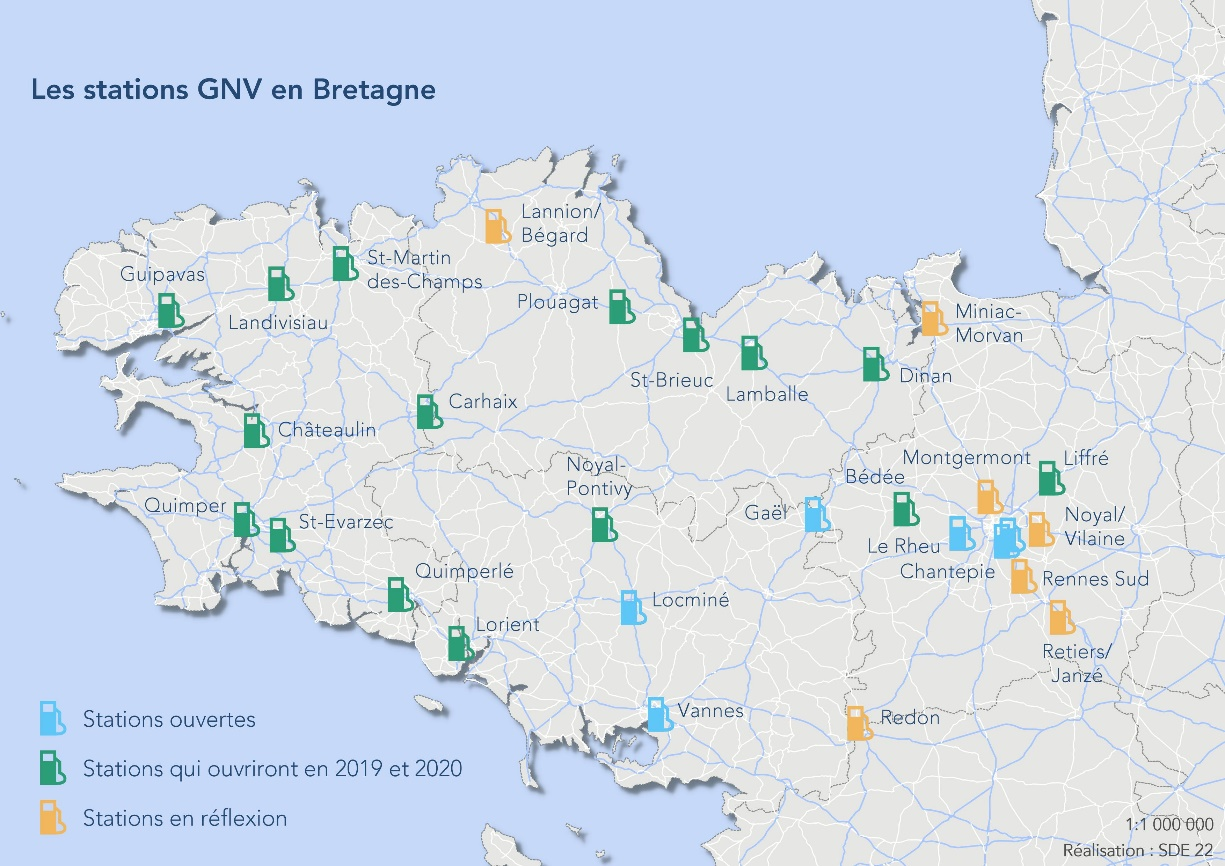 Les stations GNV en Bretagne
Lannion/
Bégard
St-Martin
des-Champs
Guipavas
Landivisiau
Plouagat
Miniac-
Morvan
St-Brieuc
Lamballe
Dinan
Carhaix
Châteaulin
Noyal-
Pontivy
Montgermont
Liffré
Bédée
Quimper
St-Evarzec
Gaël
Noyal/
Vilaine
Le Rheu
Chantepie
Rennes Sud
Quimperlé
Locminé
Lorient
Retiers/
Janzé
Vannes
Redon
Stations ouvertes
Stations qui ouvriront en 2019 et 2020
Stations en réflexion
1:1 000 000
Réalisation : SDE 22